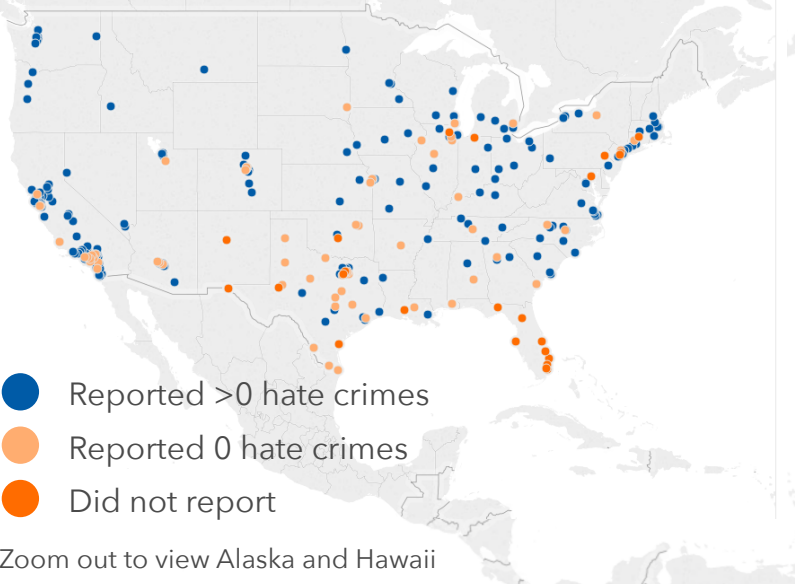 Reported >0 hate crimes
Reported 0 hate crimes
Did not report
Zoom out to view Alaska and Hawaii